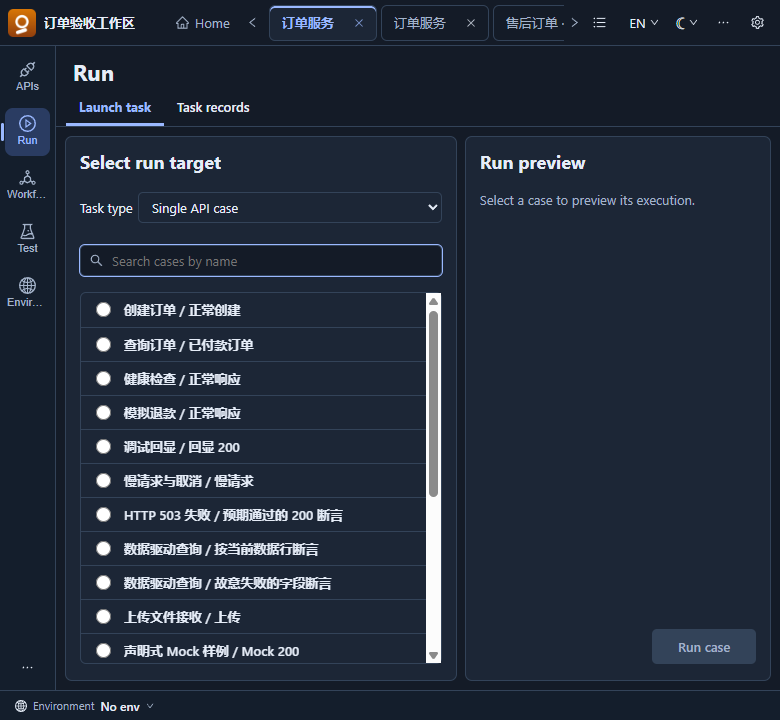 订单验收工作区
Home
订单服务
订单服务
售后订单 ·
EN
Run
Launch task
Task records
APIs
Run
Workf...
Test
Envir...
Select run target
Task type
Single API case
Search cases by name
创建订单 / 正常创建
查询订单 / 已付款订单
健康检查 / 正常响应
模拟退款 / 正常响应
调试回显 / 回显 200
慢请求与取消 / 慢请求
HTTP 503 失败 / 预期通过的 200 断言
数据驱动查询 / 按当前数据行断言
数据驱动查询 / 故意失败的字段断言
上传文件接收 / 上传
声明式 Mock 样例 / Mock 200
Run preview
Select a case to preview its execution.
Run case
Environment No env